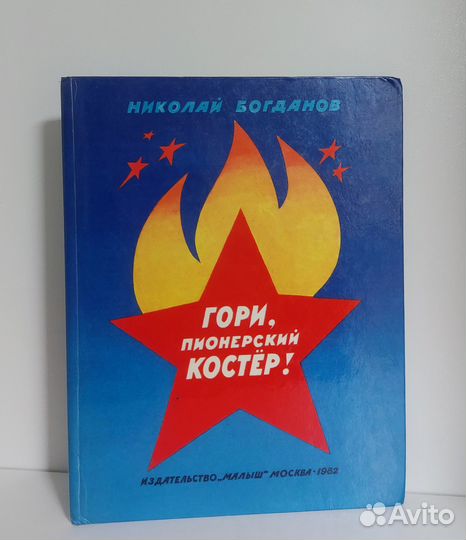 НИКОЛАЙ БОГДАНОВ
ГОРИ,
ПИОНЕРСКИЙ
КОСТЁР!
ИЗДАТЕЛЬСТВО „МАЛЫШ" МОСКВА · 1982
Avito